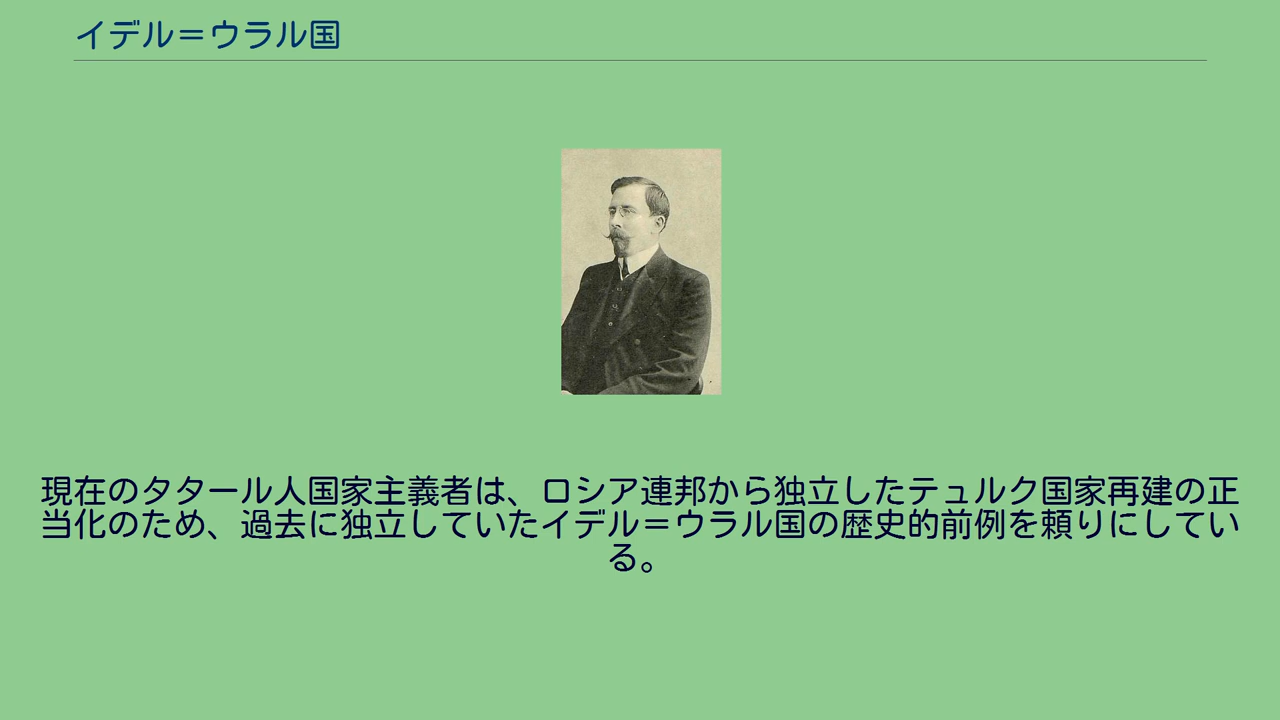 イデル＝ウラル国
現在のタタール人国家主義者は、ロシア連邦から独立したテュルク国家再建の正
当化のため、過去に独立していたイデル＝ウラル国の歴史的前例を頼りにしてい
る。